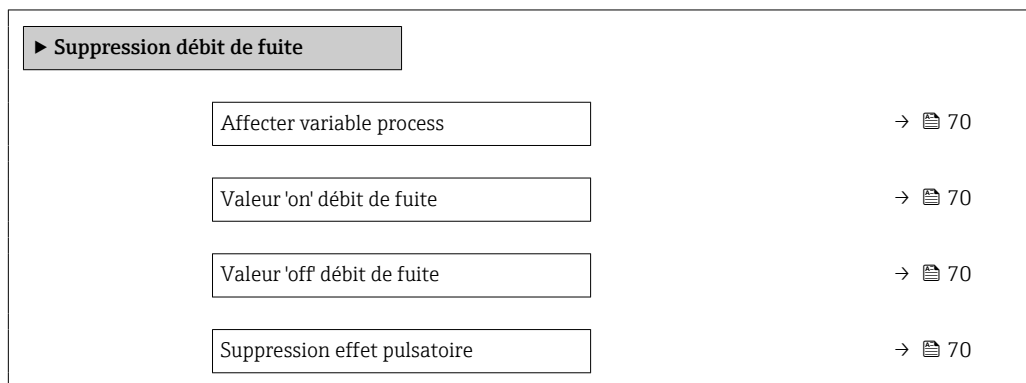 ► Suppression débit de fuite
Affecter variable process → 70
Valeur 'on' débit de fuite → 70
Valeur 'off' débit de fuite → 70
Suppression effet pulsatoire → 70